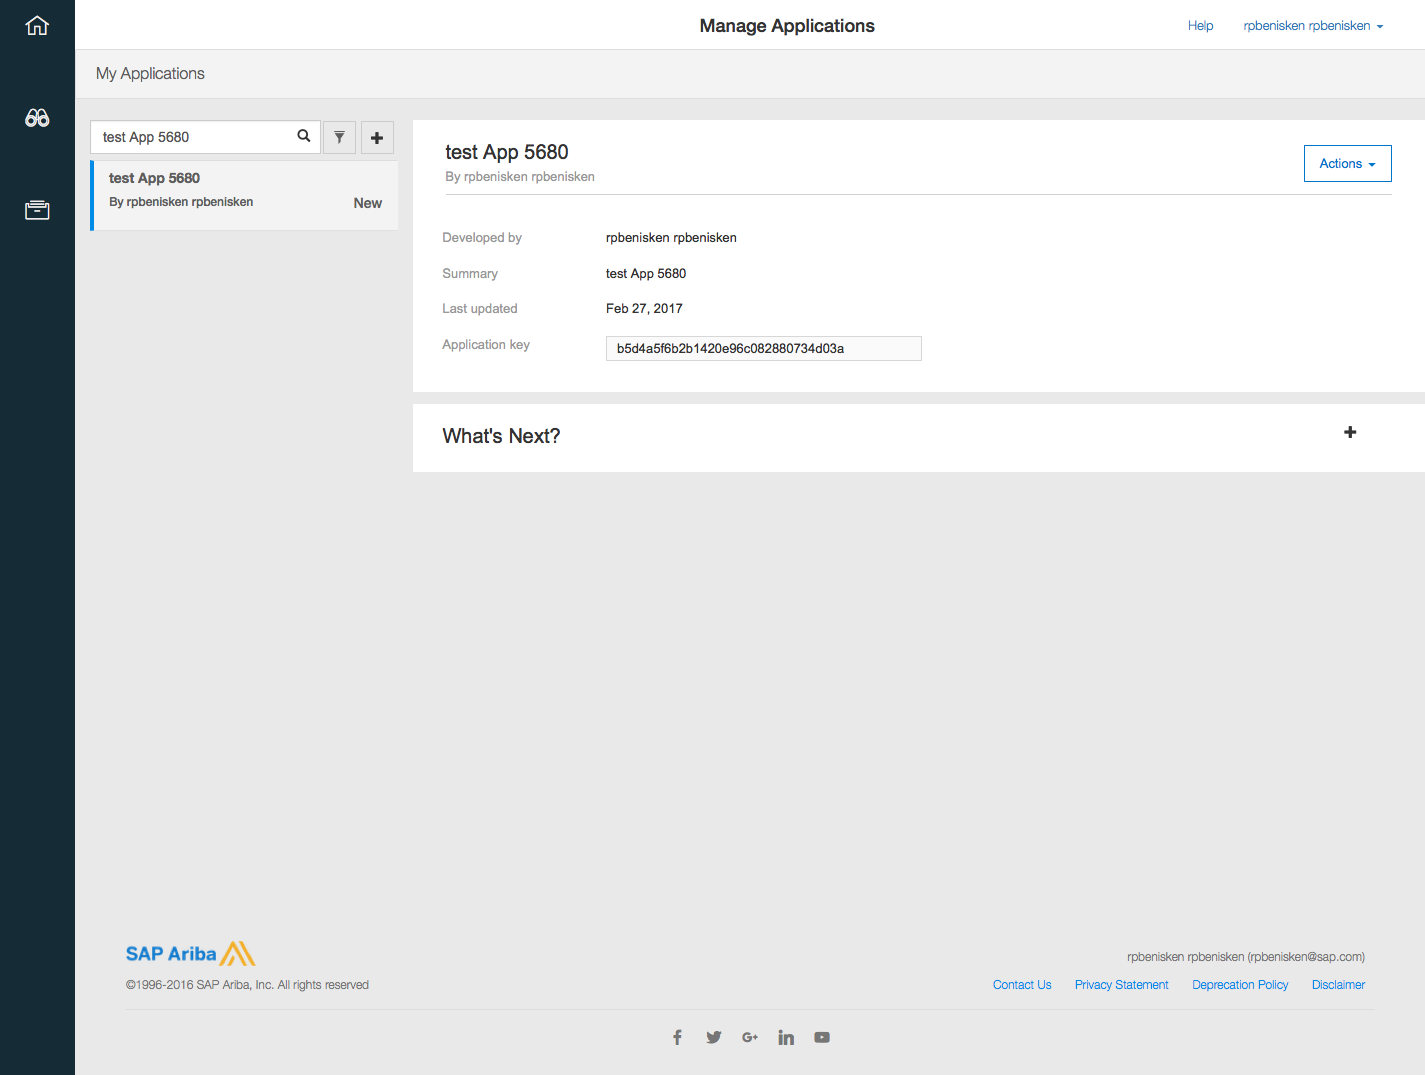 Manage Applications
Help
rpbenisken rpbenisken
My Applications
test App 5680
test App 5680
By rpbenisken rpbenisken
New
test App 5680
By rpbenisken rpbenisken
Actions
Developed by
rpbenisken rpbenisken
Summary
test App 5680
Last updated
Feb 27, 2017
Application key
b5d4a5f6b2b1420e96c082880734d03a
What's Next?
SAP Ariba
rpbenisken rpbenisken (rpbenisken@sap.com)
©1996-2016 SAP Ariba, Inc. All rights reserved
Contact Us
Privacy Statement
Deprecation Policy
Disclaimer